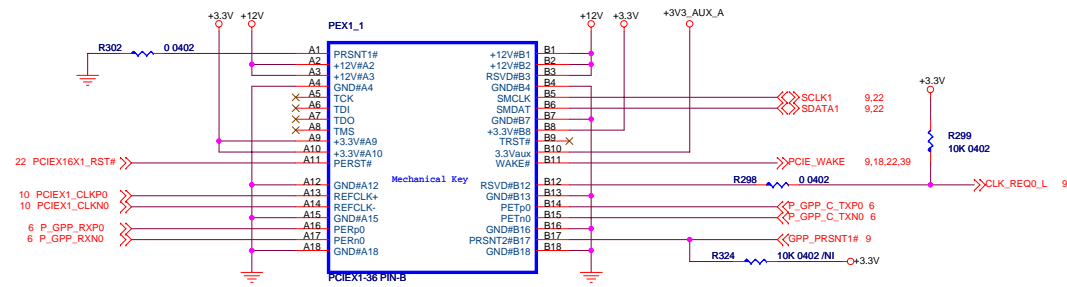 +3.3V +12V PEX1_1 +12V +3.3V +3V3_AUX_A
R302 0 0402
A1 PRSNT1# +12V#B1 B1
A2 +12V#A2 +12V#B2 B2
A3 +12V#A3 RSVD#B3 B3
A4 GND#A4 GND#B4 B4
A5 TCK SMCLK B5 SCLK1 9,22
A6 TDI SMDAT B6 SDATA1 9,22
A7 TDO GND#B7 B7
A8 TMS +3.3V#B8 B8
A9 +3.3V#A9 TRST# B9
A10 +3.3V#A10 3.3Vaux B10
22 PCIEX16X1_RST# A11 PERST# WAKE# B11 PCIE_WAKE 9,18,22,39
+3.3V
R299
10K 0402
Mechanical Key
R298 0 0402
A12 GND#A12 RSVD#B12 B12 CLK_REQ0_L 9
10 PCIEX1_CLKP0 A13 REFCLK+ GND#B13 B13
10 PCIEX1_CLKN0 A14 REFCLK- PETp0 B14 P_GPP_C_TXP0 6
A15 GND#A15 PETn0 B15 P_GPP_C_TXN0 6
6 P_GPP_RXP0 A16 PERp0 GND#B16 B16
6 P_GPP_RXN0 A17 PERn0 PRSNT2#B17 B17 GPP_PRSNT1# 9
A18 GND#A18 GND#B18 B18
R324 10K 0402 /NI +3.3V
PCIEX1-36 PIN-B